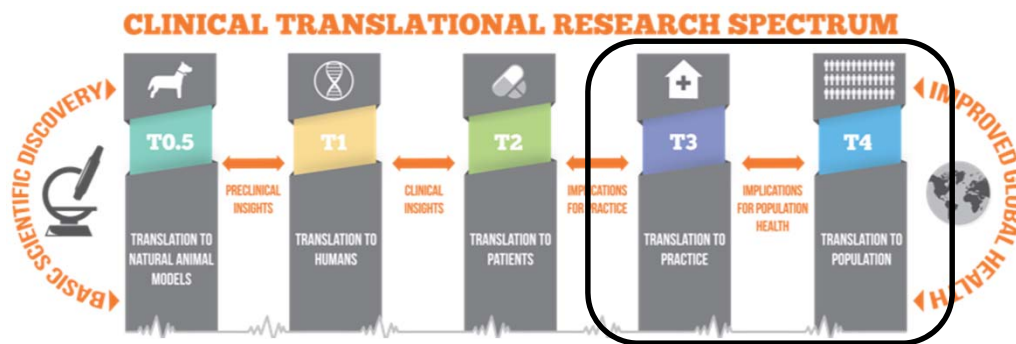 CLINICAL TRANSLATIONAL RESEARCH SPECTRUM
BASIC SCIENTIFIC DISCOVERY
T0.5
TRANSLATION TO
NATURAL ANIMAL
MODELS
PRECLINICAL
INSIGHTS
T1
TRANSLATION TO
HUMANS
CLINICAL
INSIGHTS
T2
TRANSLATION TO
PATIENTS
IMPLICATIONS
FOR PRACTICE
T3
TRANSLATION TO
PRACTICE
IMPLICATIONS
FOR POPULATION
HEALTH
T4
TRANSLATION TO
POPULATION
IMPROVED GLOBAL HEALTH